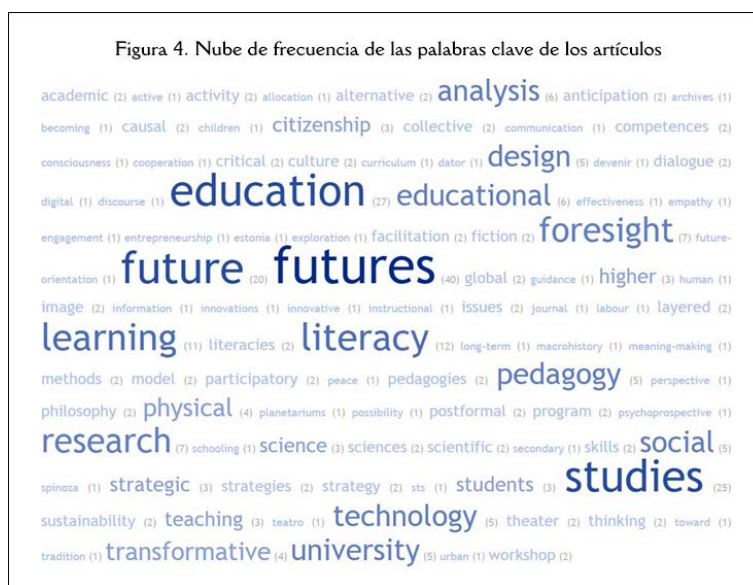 Figura 4. Nube de frecuencia de las palabras clave de los artículos
academic (2) active (1) activity (2) allocation (1) alternative (2) analysis (6) anticipation (2) archives (1)
becoming (1) causal (2) children (1) citizenship (3) collective (2) communication (1) competences (2)
consciousness (1) cooperation (1) critical (2) culture (2) curriculum (1) dator (1) design (5) devenir (1) dialogue (2)
digital (1) discourse (1) education (27) educational (6) effectiveness (1) empathy (1)
engagement (1) entrepreneurship (1) estonia (1) exploration (1) facilitation (2) fiction (2) foresight (7) future-
orientation (1) future (20) futures (40) global (2) guidance (1) higher (3) human (1)
image (2) information (1) innovations (1) innovative (1) instructional (1) issues (2) journal (1) labour (1) layered (2)
learning (11) literacies (2) literacy (12) long-term (1) macrohistory (1) meaning-making (1)
methods (2) model (2) participatory (2) peace (1) pedagogies (2) pedagogy (5) perspective (1)
philosophy (2) physical (4) planetariums (1) possibility (1) postformal (2) program (2) psychoprospective (1)
research (7) schooling (1) science (3) sciences (2) scientific (2) secondary (1) skills (2) social (5)
spinoza (1) strategic (3) strategies (2) strategy (2) sts (1) students (3) studies (25)
sustainability (2) teaching (3) teatro (1) technology (5) theater (2) thinking (2) toward (1)
tradition (1) transformative (4) university (5) urban (1) workshop (2)